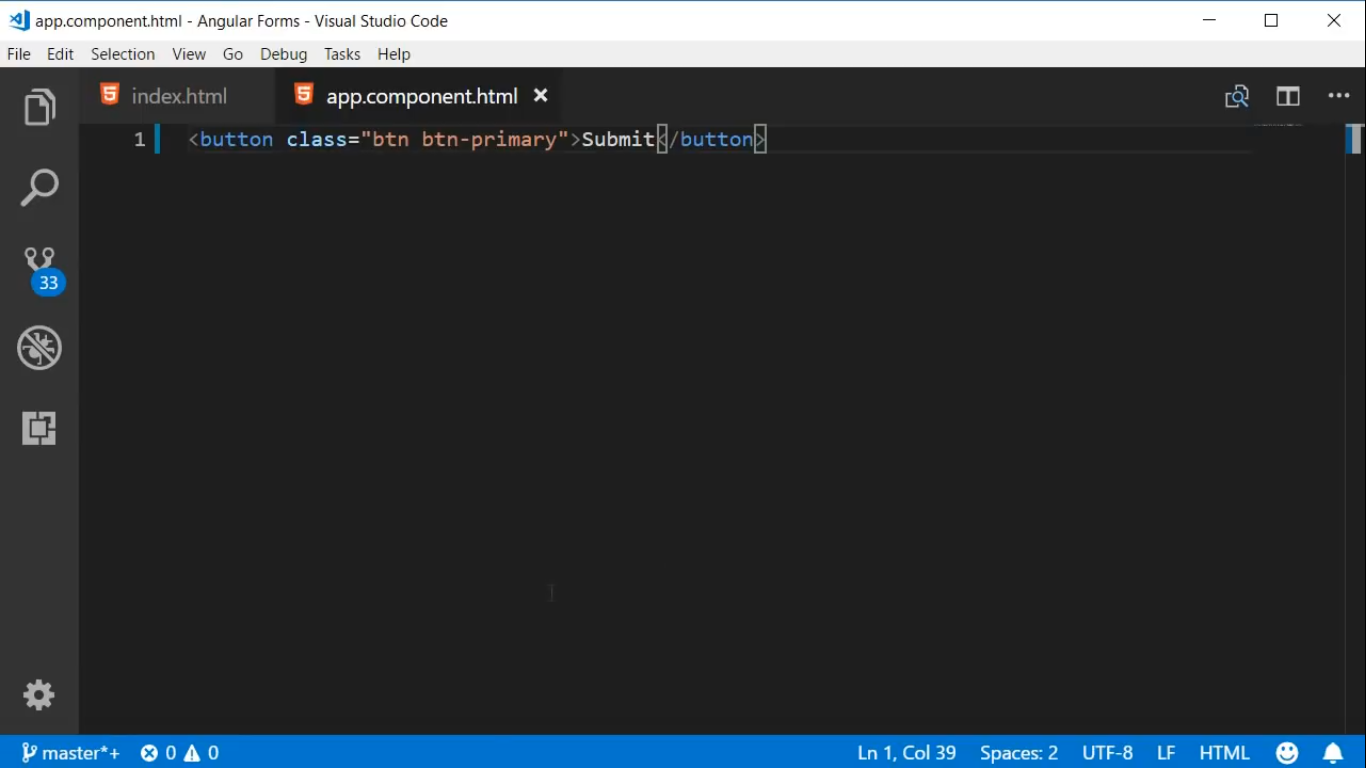 app.component.html - Angular Forms - Visual Studio Code
File Edit Selection View Go Debug Tasks Help
index.html app.component.html
1 <button class="btn btn-primary">Submit</button>
33
master*+ 0 0 Ln 1, Col 39 Spaces: 2 UTF-8 LF HTML